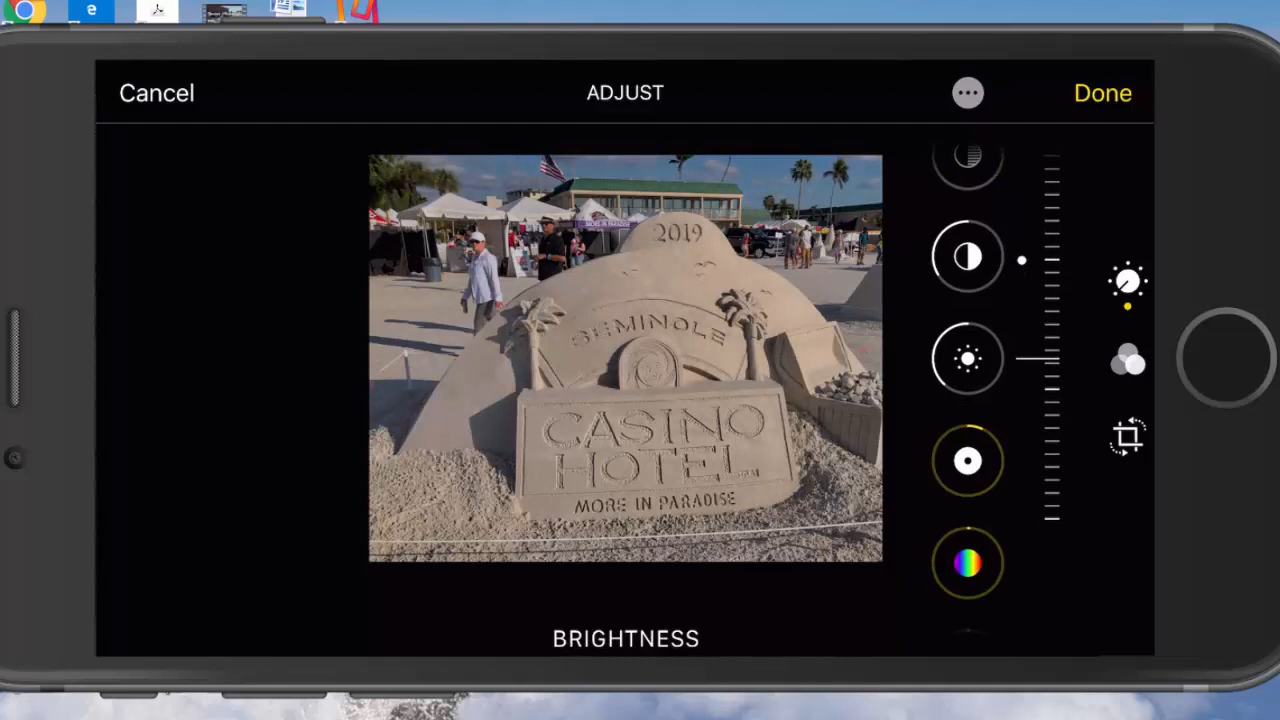 Cancel
ADJUST
Done
2019
SEMINOLE
CASINO
HOTEL
MORE IN PARADISE
BRIGHTNESS